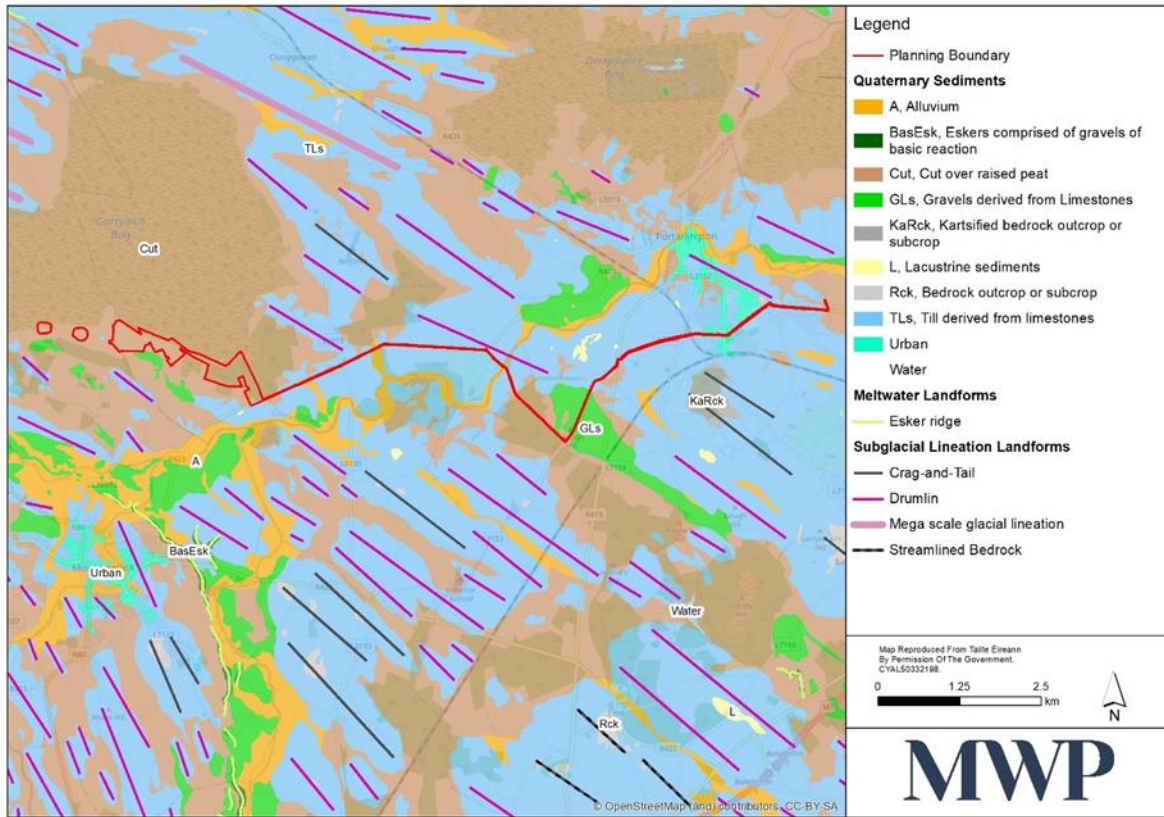 Clonygowan
Derryounce
Bog
R423
TLs
Garryhinch
Bog
Portarlington
Cut
KaRck
GLs
L7158
A
R419
BasEsk
Urban
Water
Rck
L
© OpenStreetMap (and) contributors, CC-BY-SA
Legend
Planning Boundary
Quaternary Sediments
A, Alluvium
BasEsk, Eskers comprised of gravels of
basic reaction
Cut, Cut over raised peat
GLs, Gravels derived from Limestones
KaRck, Kartsified bedrock outcrop or
subcrop
L, Lacustrine sediments
Rck, Bedrock outcrop or subcrop
TLs, Till derived from limestones
Urban
Water
Meltwater Landforms
Esker ridge
Subglacial Lineation Landforms
Crag-and-Tail
Drumlin
Mega scale glacial lineation
Streamlined Bedrock
Map Reproduced From Tailte Éireann
By Permission Of The Government.
CYAL50332198.
0 1.25 2.5
km
N
MWP